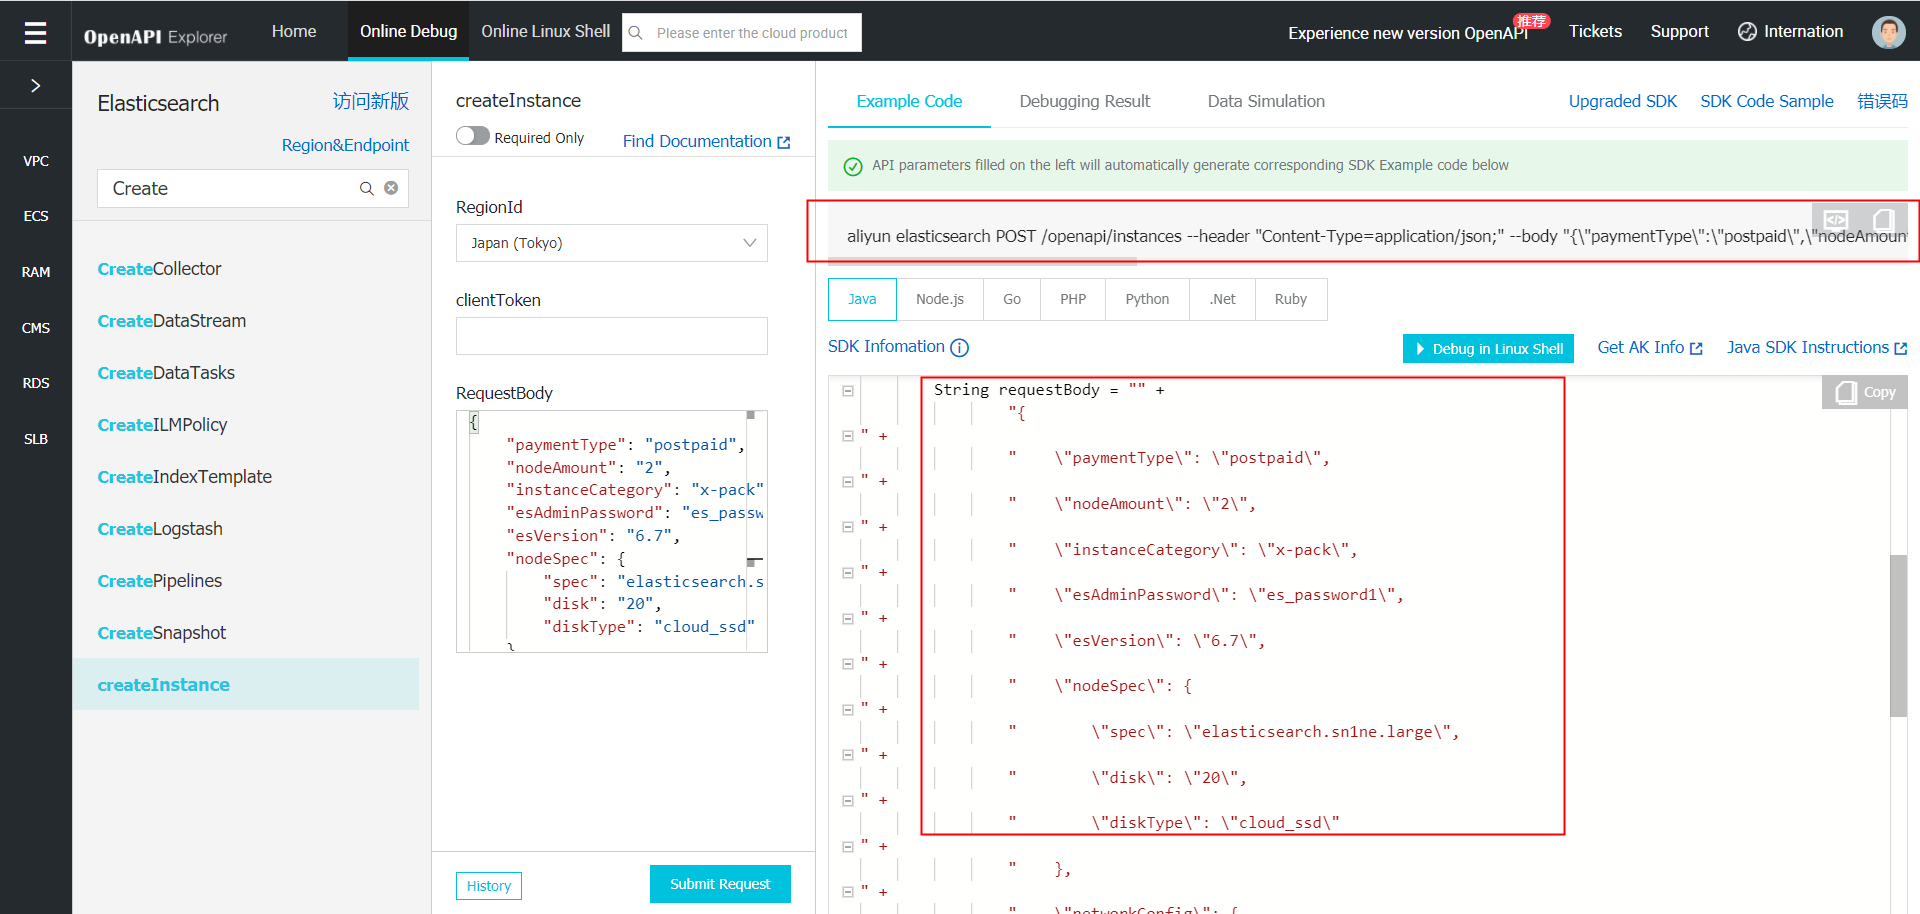 OpenAPI Explorer
Home
Online Debug
Online Linux Shell
Please enter the cloud product
Experience new version OpenAPI
推荐
Tickets
Support
Internation
VPC
ECS
RAM
CMS
RDS
SLB
Elasticsearch
访问新版
Region&Endpoint
Create
CreateCollector
CreateDataStream
CreateDataTasks
CreateILMPolicy
CreateIndexTemplate
CreateLogstash
CreatePipelines
CreateSnapshot
createInstance
createInstance
Required Only
Find Documentation
RegionId
Japan (Tokyo)
clientToken
RequestBody
{
"paymentType": "postpaid",
"nodeAmount": "2",
"instanceCategory": "x-pack"
"esAdminPassword": "es_passw
"esVersion": "6.7",
"nodeSpec": {
"spec": "elasticsearch.s
"disk": "20",
"diskType": "cloud_ssd"
}
History
Submit Request
Example Code
Debugging Result
Data Simulation
Upgraded SDK
SDK Code Sample
错误码
API parameters filled on the left will automatically generate corresponding SDK Example code below
aliyun elasticsearch POST /openapi/instances --header "Content-Type=application/json;" --body "{\"paymentType\":\"postpaid\",\"nodeAmoun
Java
Node.js
Go
PHP
Python
.Net
Ruby
SDK Infomation
Debug in Linux Shell
Get AK Info
Java SDK Instructions
Copy
String requestBody = "" +
"{
" +
" \"paymentType\": \"postpaid\",
" +
" \"nodeAmount\": \"2\",
" +
" \"instanceCategory\": \"x-pack\",
" +
" \"esAdminPassword\": \"es_password1\",
" +
" \"esVersion\": \"6.7\",
" +
" \"nodeSpec\": {
" +
" \"spec\": \"elasticsearch.sn1ne.large\",
" +
" \"disk\": \"20\",
" +
" \"diskType\": \"cloud_ssd\"
" +
" },
" +
" \"networkConfig\": {